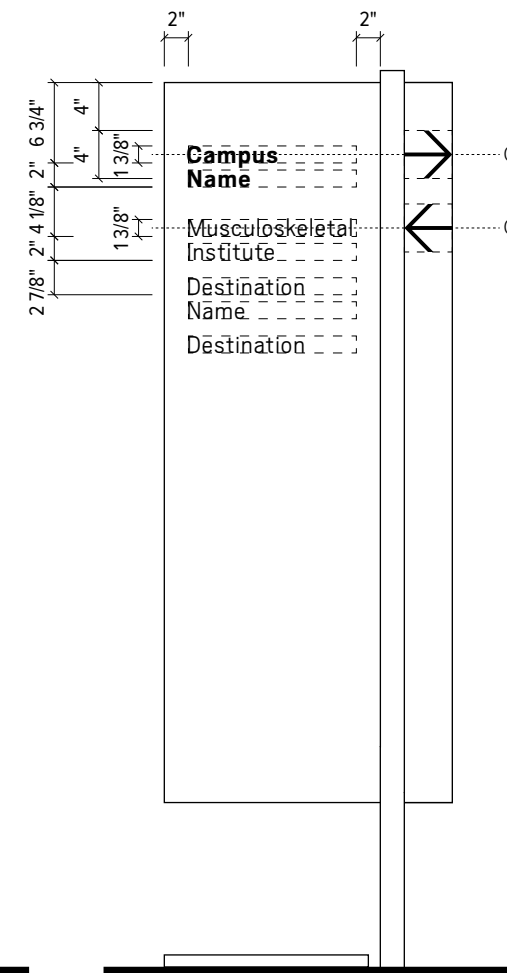 2" 2"
6 3/4"
2"
4 1/8"
2"
2 7/8"
4"
4"
1 3/8"
1 3/8"
Campus
Name
Musculoskeletal
Institute
Destination
Name
Destination